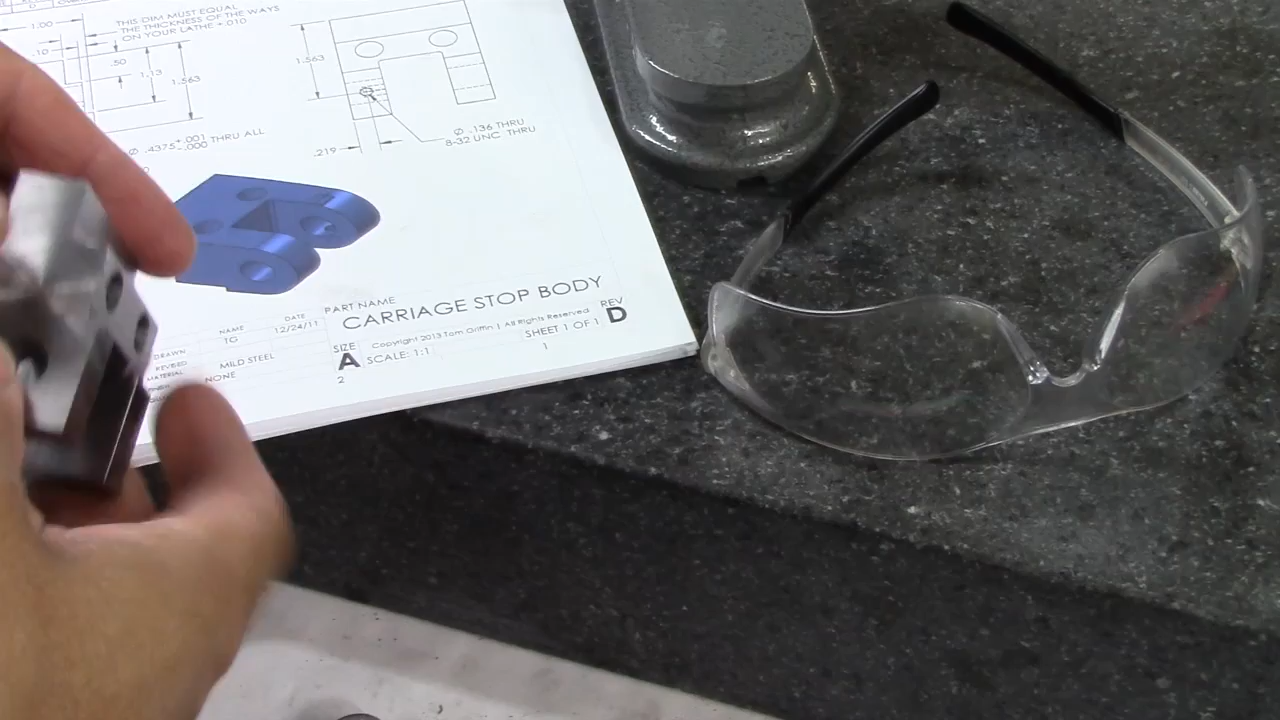 1.00
THIS DIM MUST EQUAL
THE THICKNESS OF THE WAYS
ON YOUR LATHE +.010
.10
.50
1.13
1.563
1.563
Ø .4375 +.001 -.000 THRU ALL
.219
Ø .136 THRU
8-32 UNC THRU
NAME
DATE
DRAWN
TG
12/24/11
REVISED
MATERIAL
MILD STEEL
NONE
PART NAME
CARRIAGE STOP BODY
SIZE
A
Copyright 2013 Tom Griffin | All Rights Reserved
SCALE: 1:1
SHEET 1 OF 1
REV
D
2
1